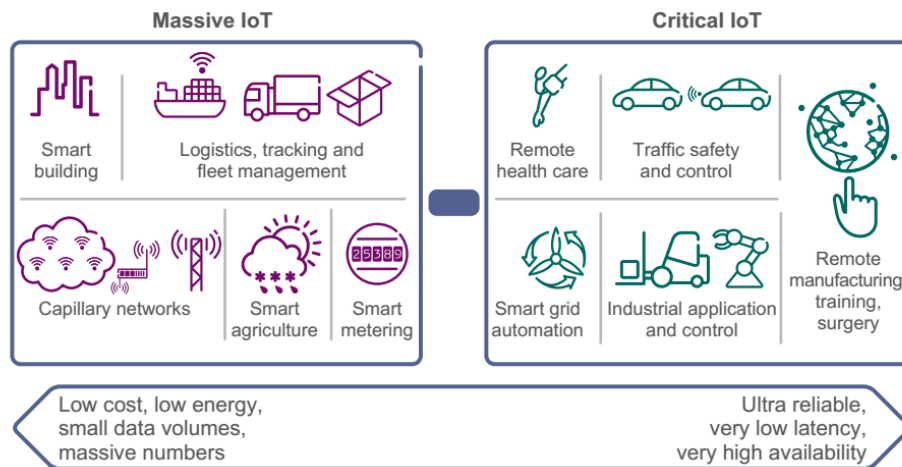 Massive IoT
Smart
building
Logistics, tracking and
fleet management
Capillary networks
Smart
agriculture
25389
Smart
metering
Critical IoT
Remote
health care
Traffic safety
and control
Smart grid
automation
Industrial application
and control
Remote
manufacturing,
training,
surgery
Low cost, low energy,
small data volumes,
massive numbers
Ultra reliable,
very low latency,
very high availability